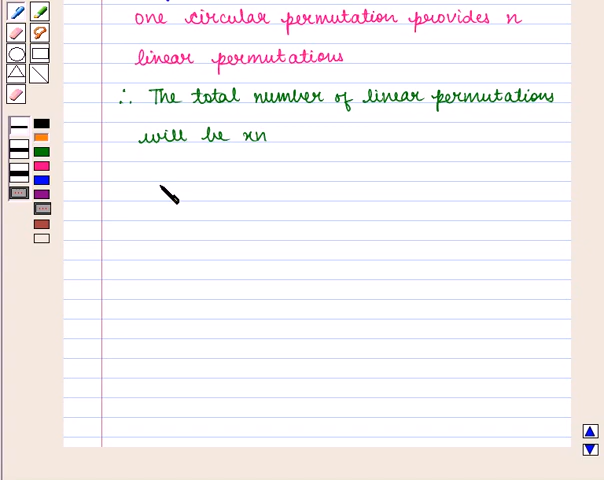 one circular permutation provides n
linear permutations
∴ The total number of linear permutations
will be xn